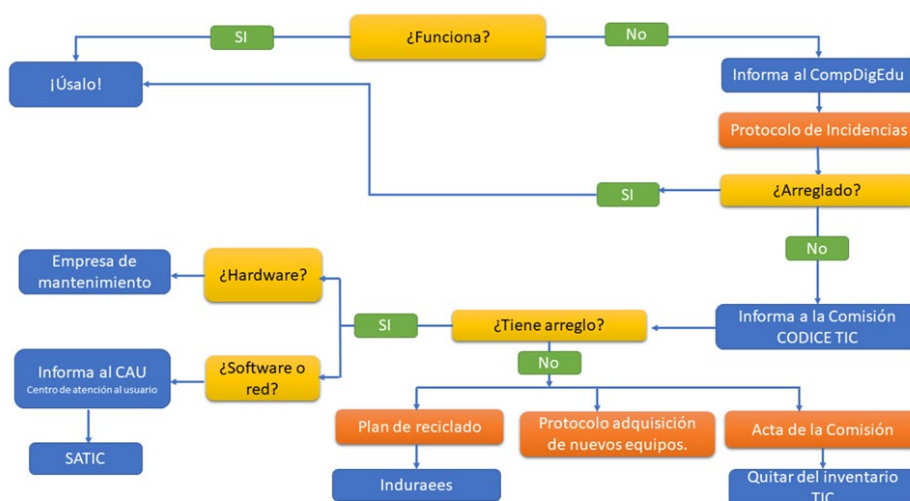 SI
¿Funciona?
No
¡Úsalo!
Informa al CompDigEdu
Protocolo de Incidencias
SI
¿Arreglado?
No
Empresa de
mantenimiento
¿Hardware?
SI
¿Tiene arreglo?
Informa a la Comisión
CODICE TIC
No
Informa al CAU
Centro de atención al usuario
¿Software o
red?
Plan de reciclado
Protocolo adquisición
de nuevos equipos.
Acta de la Comisión
SATIC
Induraees
Quitar del inventario
TIC